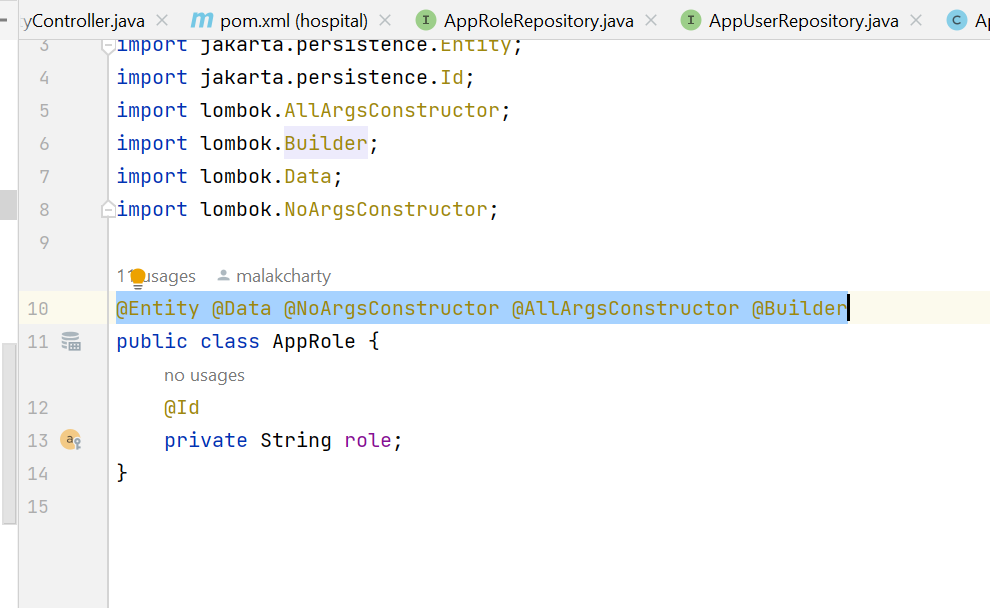 yController.java pom.xml (hospital) AppRoleRepository.java AppUserRepository.java
3 import jakarta.persistence.Entity;
4 import jakarta.persistence.Id;
5 import lombok.AllArgsConstructor;
6 import lombok.Builder;
7 import lombok.Data;
8 import lombok.NoArgsConstructor;
9
11 usages malakcharty
10 @Entity @Data @NoArgsConstructor @AllArgsConstructor @Builder
11 public class AppRole {
no usages
12 @Id
13 private String role;
14 }
15